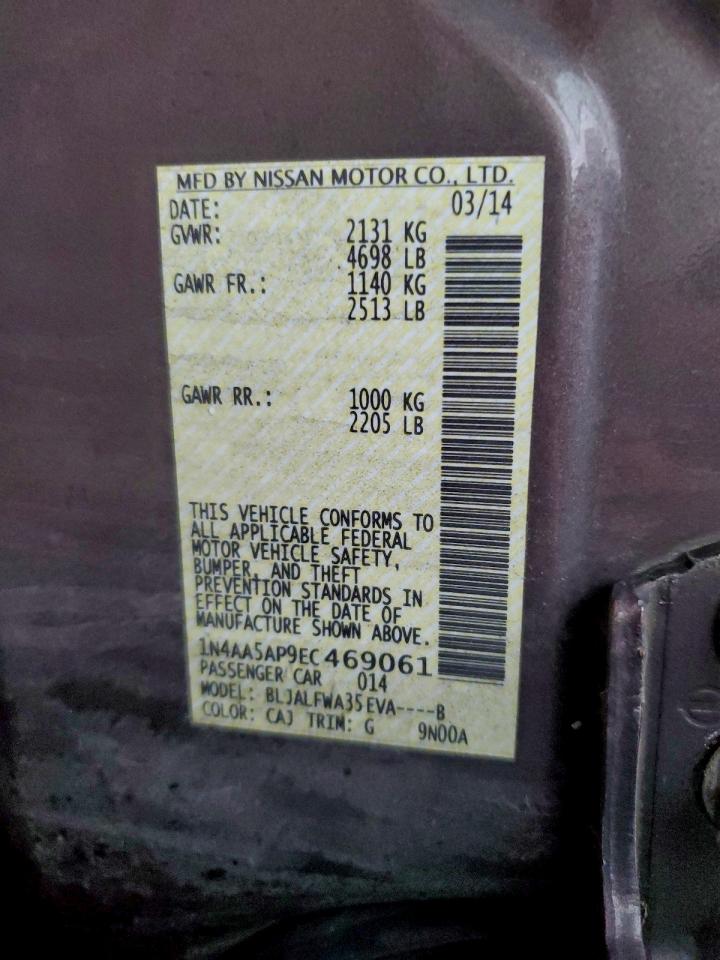 MFD BY NISSAN MOTOR CO., LTD.
DATE: 03/14
GVWR: 2131 KG
4698 LB
GAWR FR.: 1140 KG
2513 LB
GAWR RR.: 1000 KG
2205 LB
THIS VEHICLE CONFORMS TO
ALL APPLICABLE FEDERAL
MOTOR VEHICLE SAFETY,
BUMPER, AND THEFT
PREVENTION STANDARDS IN
EFFECT ON THE DATE OF
MANUFACTURE SHOWN ABOVE.
1N4AA5AP9EC469061
PASSENGER CAR 014
MODEL: BLJALFWA35EVA----B
COLOR: CAJ TRIM: G 9N00A